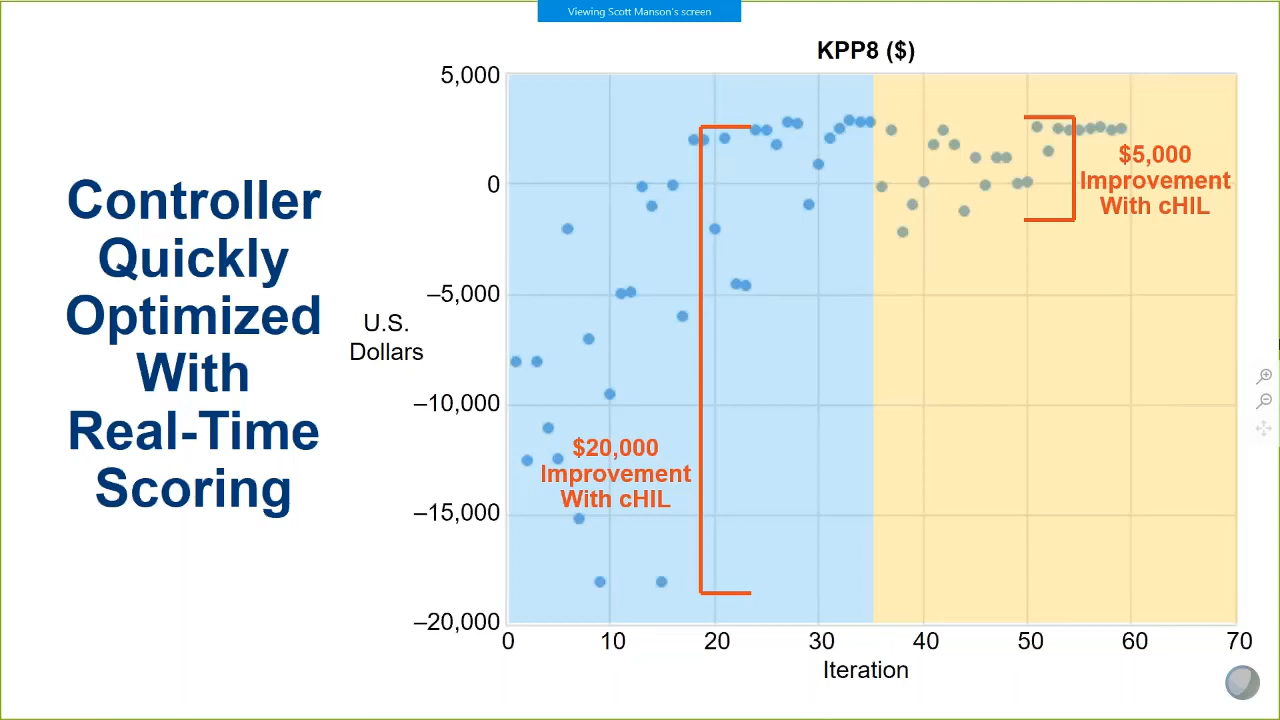 Viewing Scott Manson's screen
Controller
Quickly
Optimized
With
Real-Time
Scoring
KPP8 ($)
U.S.
Dollars
5,000
0
–5,000
–10,000
–15,000
–20,000
$20,000
Improvement
With cHIL
$5,000
Improvement
With cHIL
0 10 20 30 40 50 60 70
Iteration